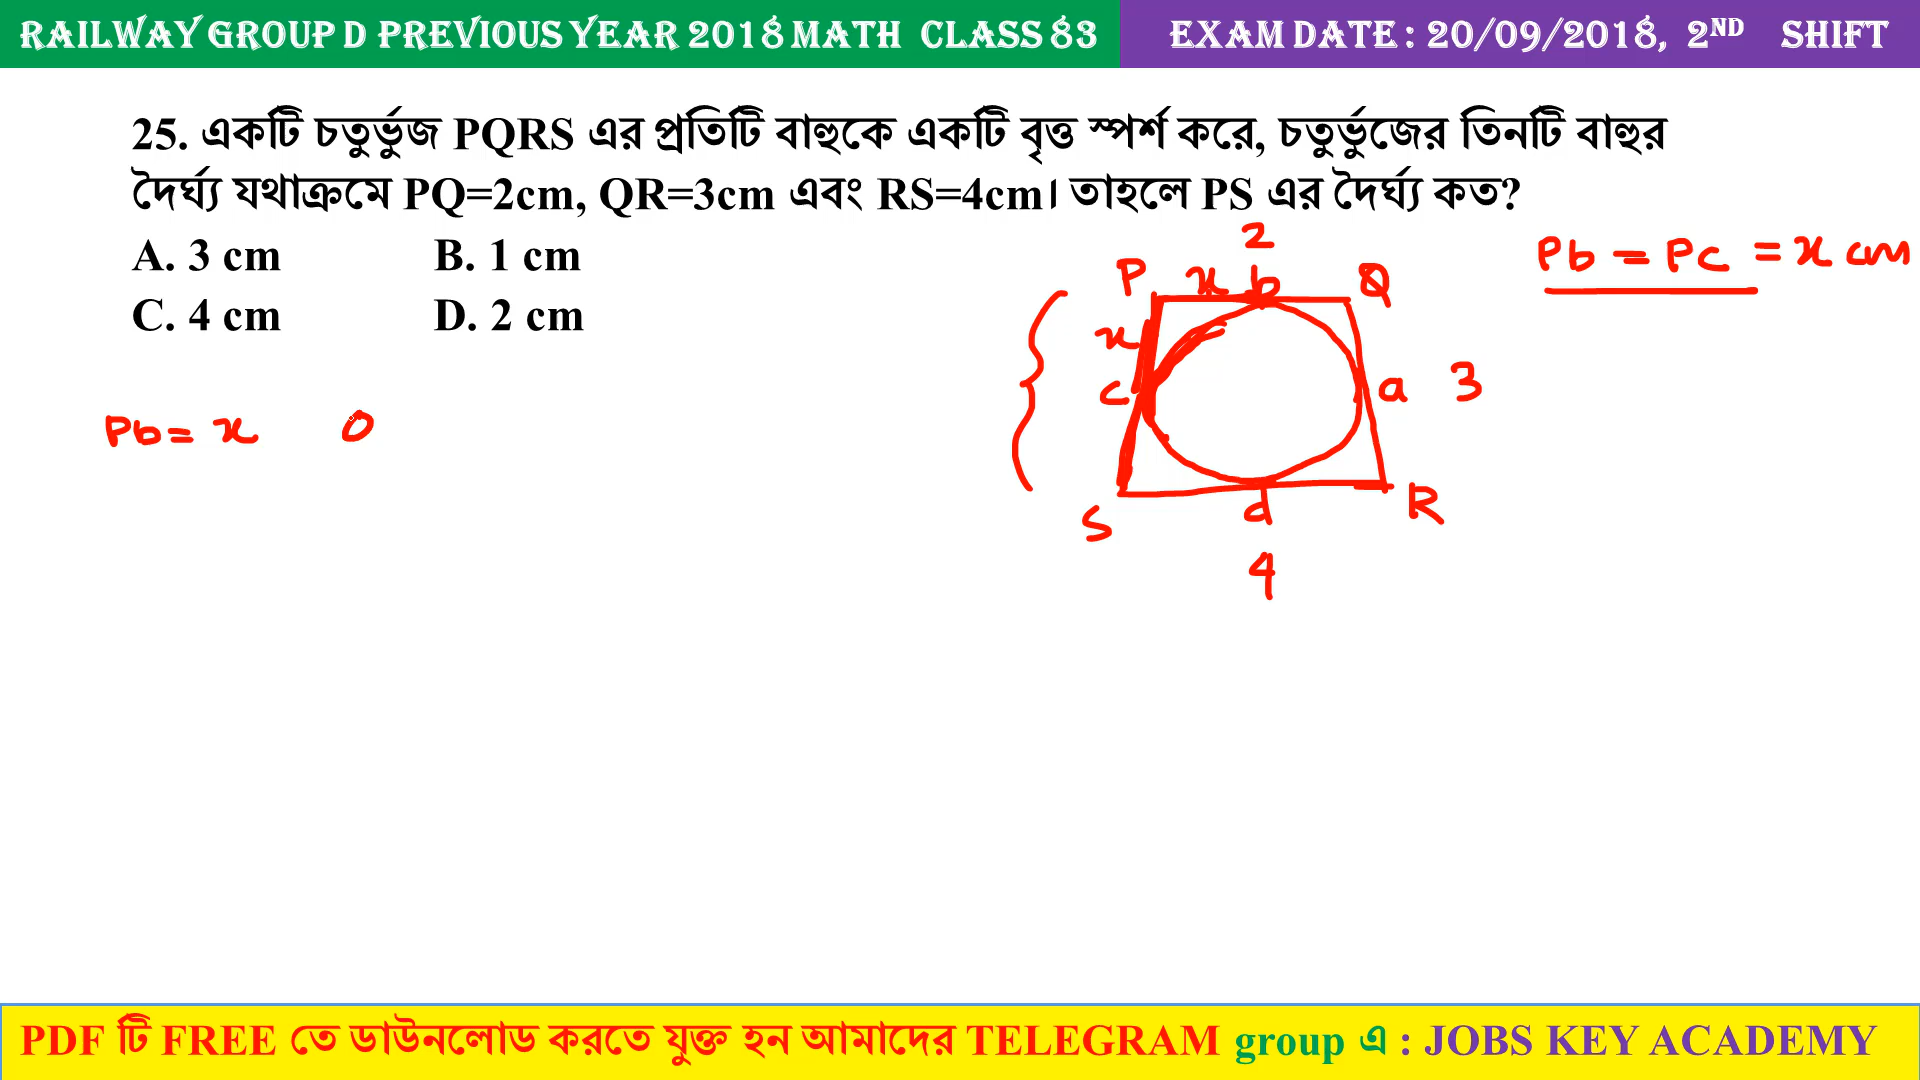 RAILWAY GROUP D PREVIOUS YEAR 2018 MATH CLASS 83 EXAM DATE : 20/09/2018, 2ND SHIFT
25. একটি চতুর্ভুজ PQRS এর প্রতিটি বাহুকে একটি বৃত্ত স্পর্শ করে, চতুর্ভুজের তিনটি বাহুর
দৈর্ঘ্য যথাক্রমে PQ=2cm, QR=3cm এবং RS=4cm। তাহলে PS এর দৈর্ঘ্য কত?
A. 3 cm B. 1 cm
C. 4 cm D. 2 cm
2
P x b Q
Pb = Pc = x cm
x
c a 3
Pb = x 0
S d R
4
PDF টি FREE তে ডাউনলোড করতে যুক্ত হন আমাদের TELEGRAM group এ : JOBS KEY ACADEMY